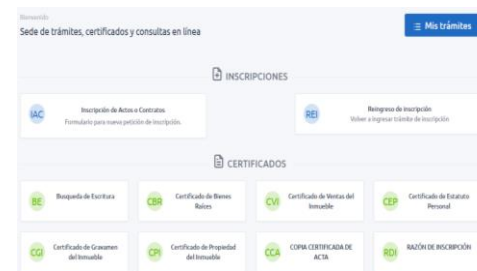 Bienvenido
Sede de trámites, certificados y consultas en línea
Mis trámites
INSCRIPCIONES
IAC
Inscripción de Actos o Contratos
Formulario para nueva petición de inscripción.
REI
Reingreso de Inscripción
Volver a ingresar trámite de inscripción
CERTIFICADOS
BE
Busqueda de Escritura
CBR
Certificado de Bienes
Raíces
CVI
Certificado de Ventas del
Inmueble
CEP
Certificado de Estatuto
Personal
CGI
Certificado de Gravamen
del Inmueble
CPI
Certificado de Propiedad
del Inmueble
CCA
COPIA CERTIFICADA DE
ACTA
RDI
RAZÓN DE INSCRIPCIÓN